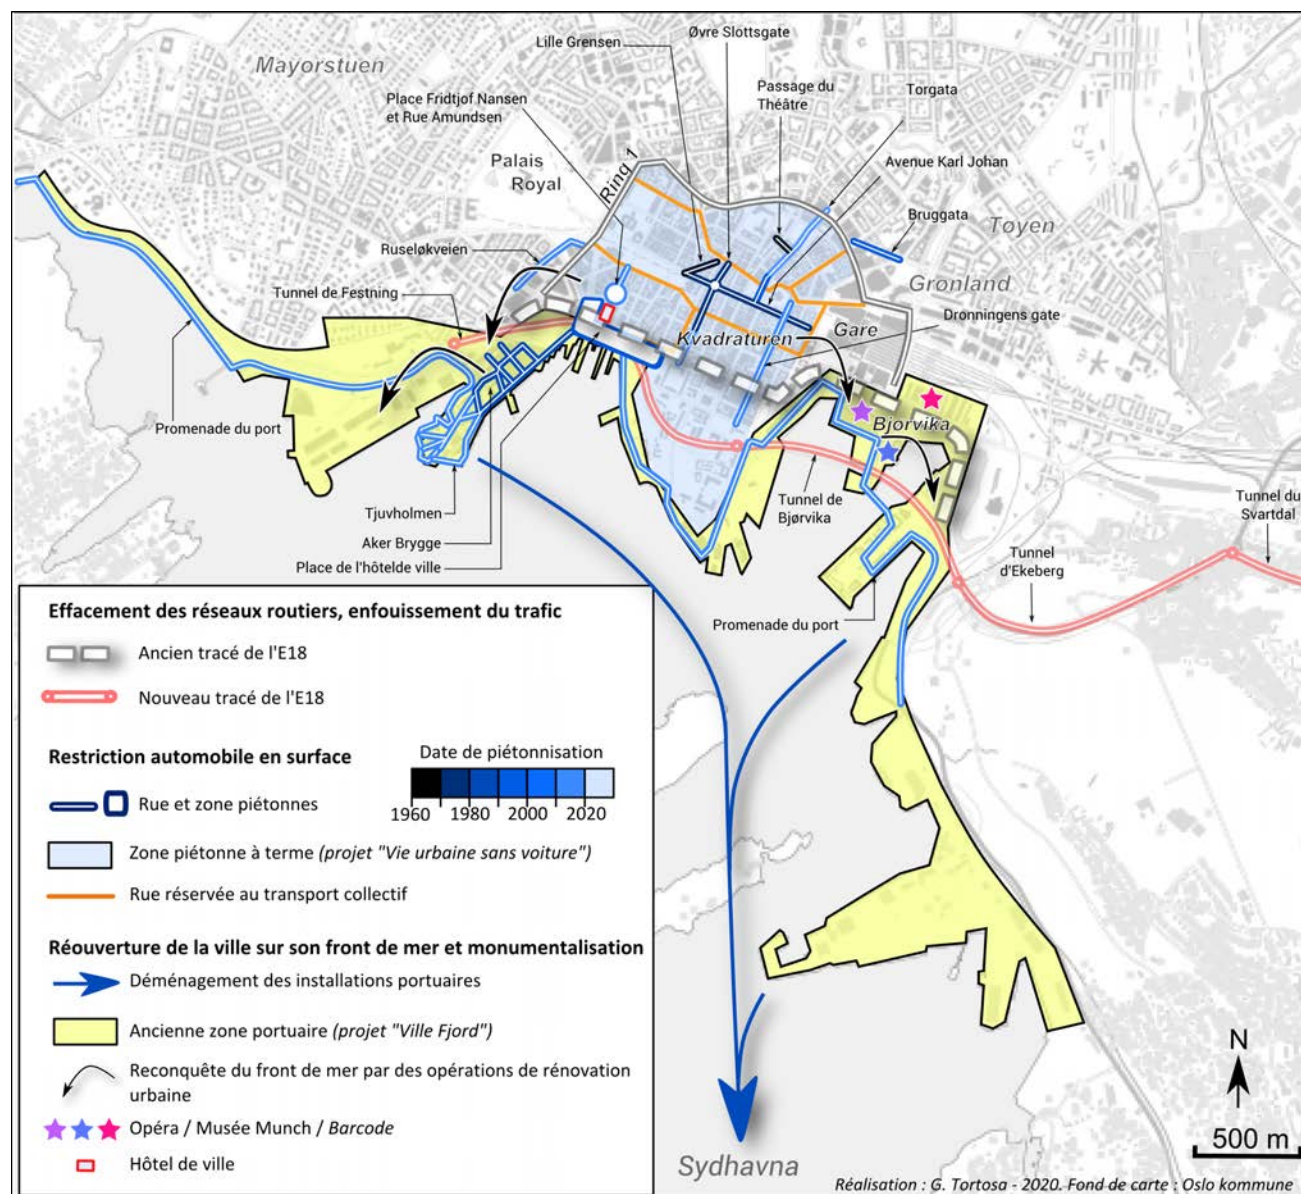 Mayorstuen
Lille Grensen
Øvre Slottsgate
Passage du
Théâtre
Torgata
Place Fridtjof Nansen
et Rue Amundsen
Palais
Royal
Ring 1
Avenue Karl Johan
Bruggata
Tøyen
Ruseløkveien
Grønland
Tunnel de Festning
Dronningens gate
Kvadraturen
Gare
Promenade du port
Bjørvika
Tjuvholmen
Tunnel de
Bjørvika
Tunnel du
Svartdal
Aker Brygge
Place de l'hôtelde ville
Tunnel
d'Ekeberg
Promenade du port
Effacement des réseaux routiers, enfouissement du trafic
Ancien tracé de l'E18
Nouveau tracé de l'E18
Restriction automobile en surface
Date de piétonnisation
Rue et zone piétonnes
1960 1980 2000 2020
Zone piétonne à terme (projet "Vie urbaine sans voiture")
Rue réservée au transport collectif
Réouverture de la ville sur son front de mer et monumentalisation
Déménagement des installations portuaires
Ancienne zone portuaire (projet "Ville Fjord")
Reconquête du front de mer par des opérations de rénovation
urbaine
Opéra / Musée Munch / Barcode
Hôtel de ville
Sydhavna
N
500 m
Réalisation : G. Tortosa - 2020. Fond de carte : Oslo kommune